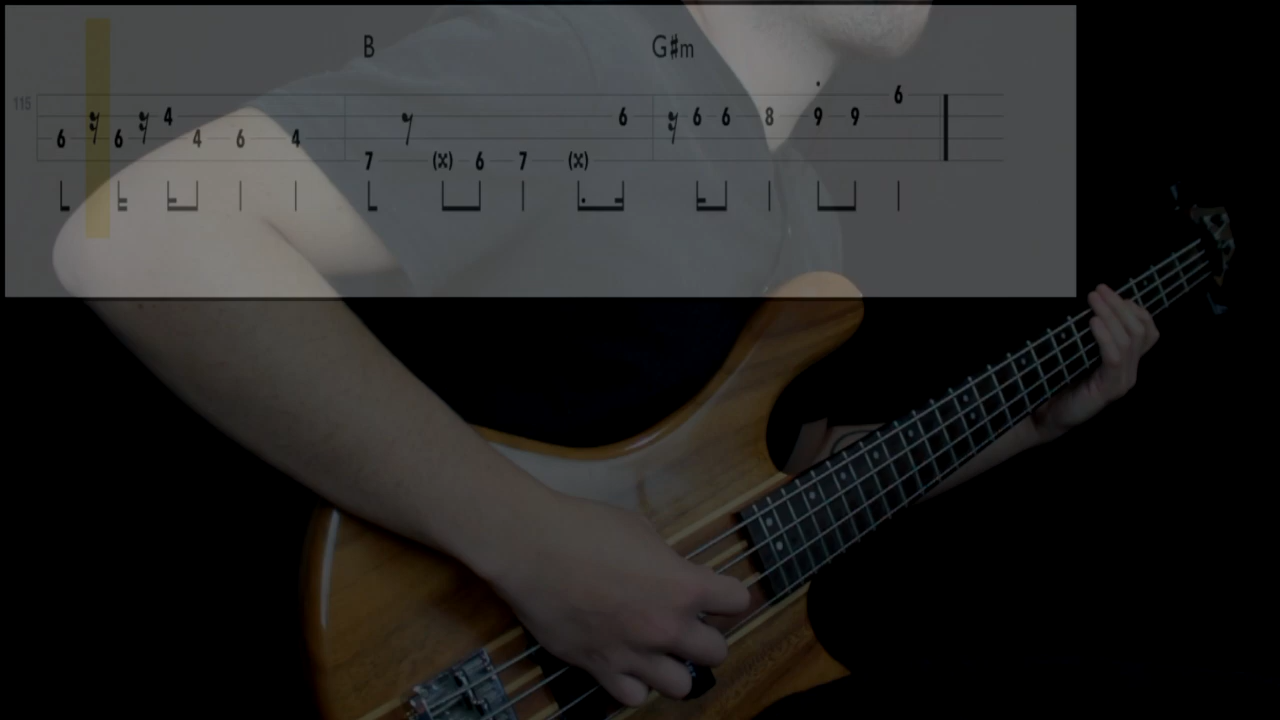 B G♯m
115
6
4 6 6 6 8 9 9
6 6 4 6 4
7 (x) 6 7 (x)